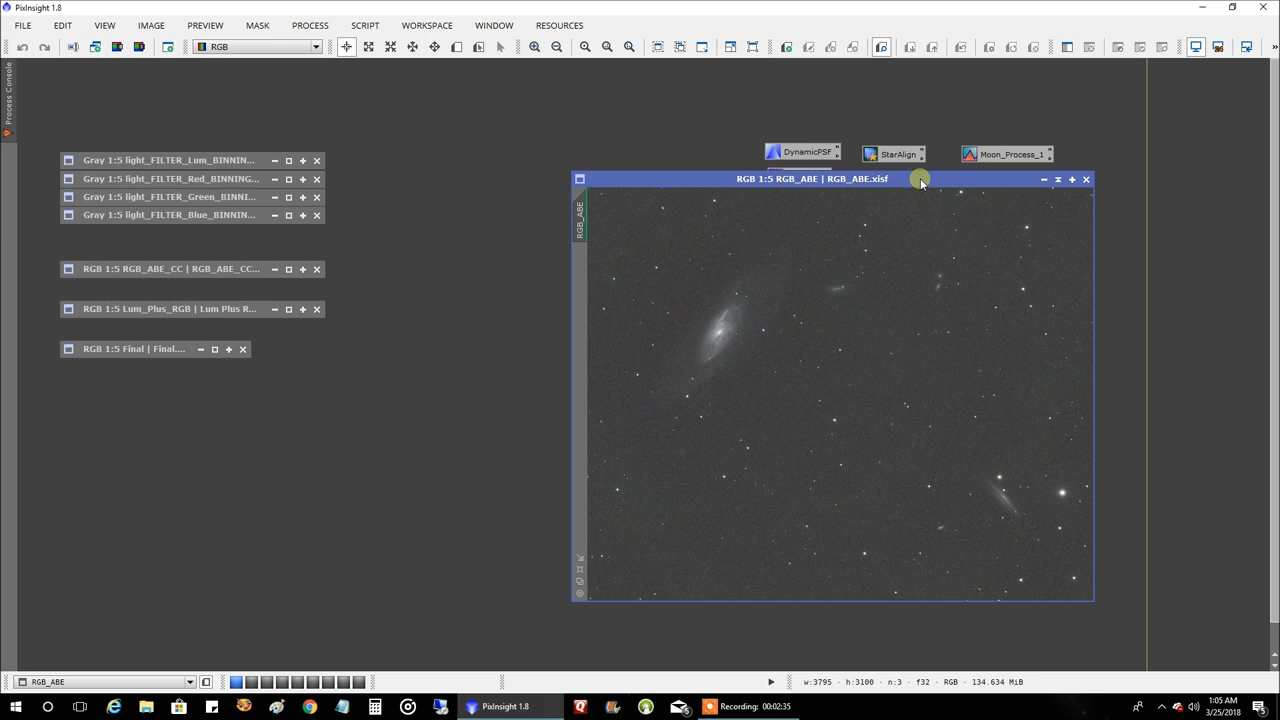 PixInsight 1.8
FILE EDIT VIEW IMAGE PREVIEW MASK PROCESS SCRIPT WORKSPACE WINDOW RESOURCES
RGB
Process Console
DynamicPSF
StarAlign
Moon_Process_1
Gray 1:5 light_FILTER_Lum_BINNIN...
Gray 1:5 light_FILTER_Red_BINNING...
Gray 1:5 light_FILTER_Green_BINNI...
Gray 1:5 light_FILTER_Blue_BINNIN...
RGB 1:5 RGB_ABE_CC | RGB_ABE_CC...
RGB 1:5 Lum_Plus_RGB | Lum Plus R...
RGB 1:5 Final | Final....
RGB 1:5 RGB_ABE | RGB_ABE.xisf
RGB_ABE
RGB_ABE
w:3795 · h:3100 · n:3 · f32 · RGB · 134.634 MiB
PixInsight 1.8
Recording: 00:02:35
1:05 AM
3/25/2018